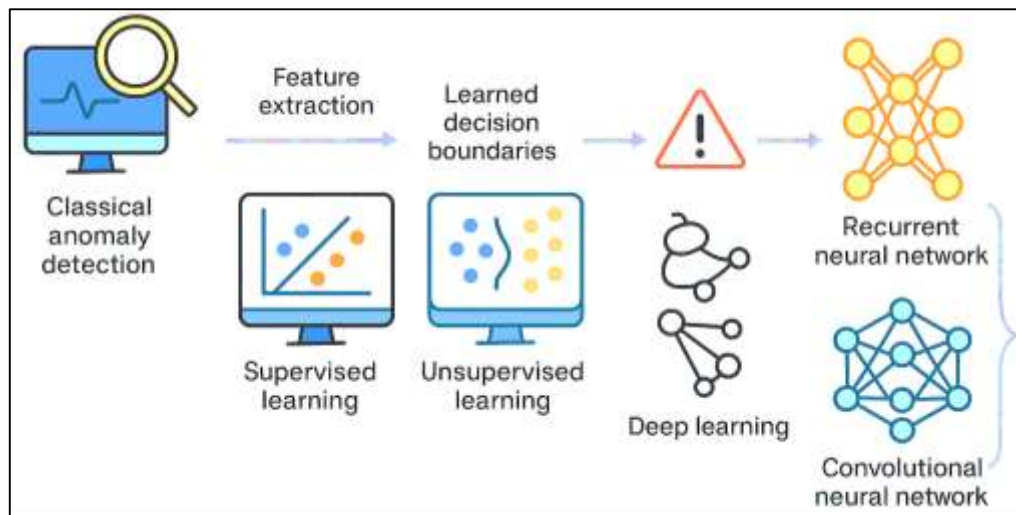 Classical
anomaly
detection
Feature
extraction
Learned
decision
boundaries
!
Supervised
learning
Unsupervised
learning
Deep learning
Recurrent
neural network
Convolutional
neural network